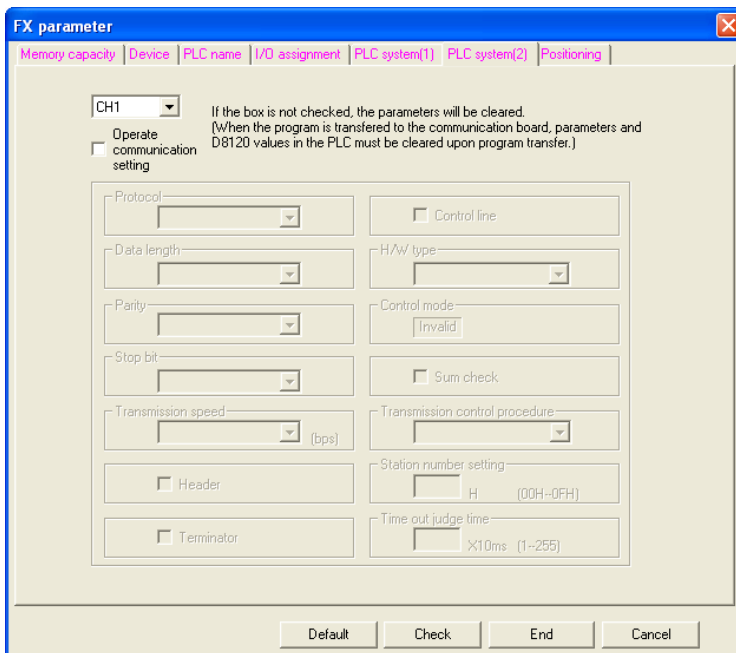 FX parameter
Memory capacity Device PLC name I/O assignment PLC system(1) PLC system(2) Positioning
CH1
If the box is not checked, the parameters will be cleared.
(When the program is transfered to the communication board, parameters and
D8120 values in the PLC must be cleared upon program transfer.)
Operate
communication
setting
Protocol
Control line
Data length
H/W type
Parity
Control mode
Invalid
Stop bit
Sum check
Transmission speed
(bps)
Transmission control procedure
Header
Station number setting
H (00H--0FH)
Terminator
Time out judge time
X10ms (1--255)
Default Check End Cancel